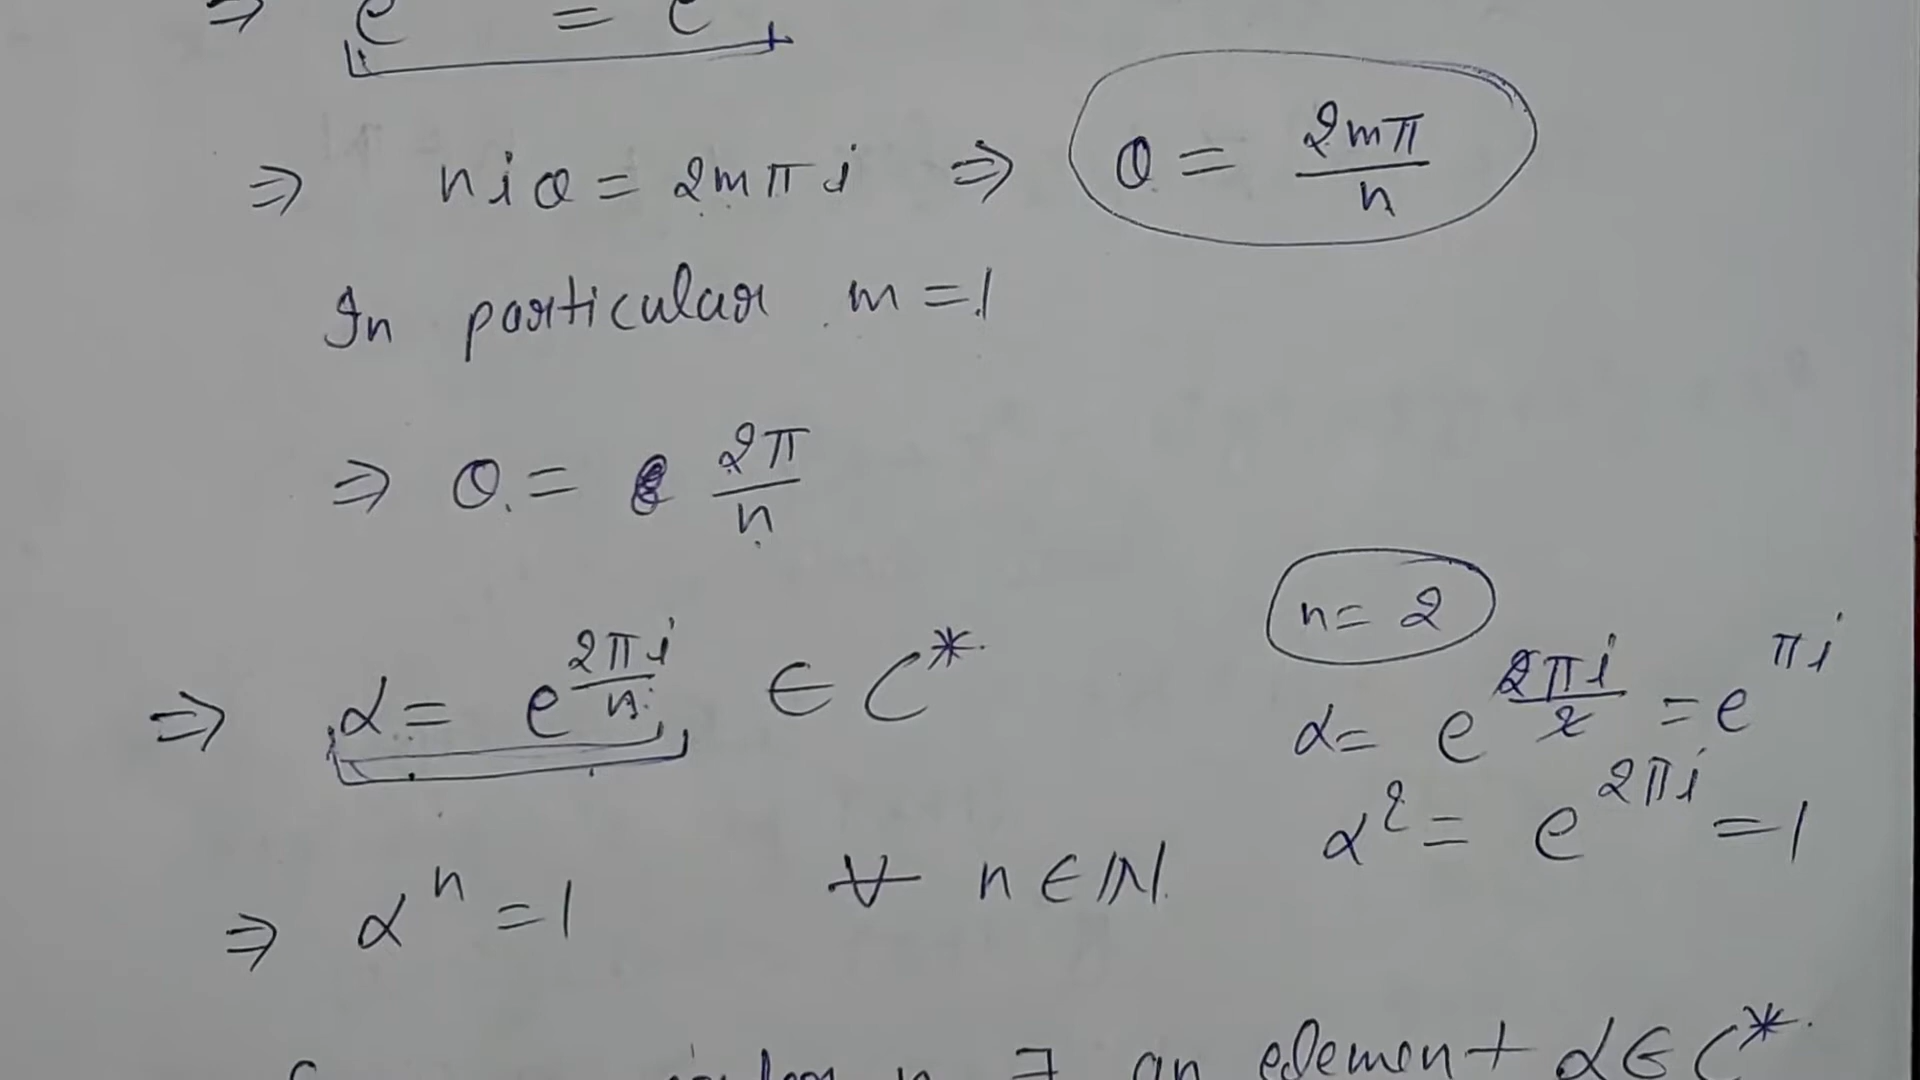 ⇒ e = e
⇒ niθ = 2mπi ⇒ θ = 2mπ/n
In particular m = 1
⇒ θ = 2π/n
n = 2
⇒ α = e^(2πi/n) ∈ C*
α = e^(2πi/2) = e^(πi)
α² = e^(2πi) = 1
⇒ αⁿ = 1 ∀ n ∈ N
n ∃ an element α ∈ C*